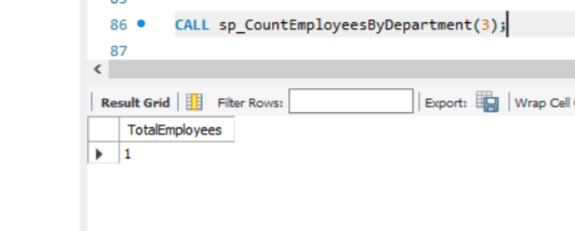 86 CALL sp_CountEmployeesByDepartment(3);
87
Result Grid Filter Rows: Export: Wrap Cell
TotalEmployees
1